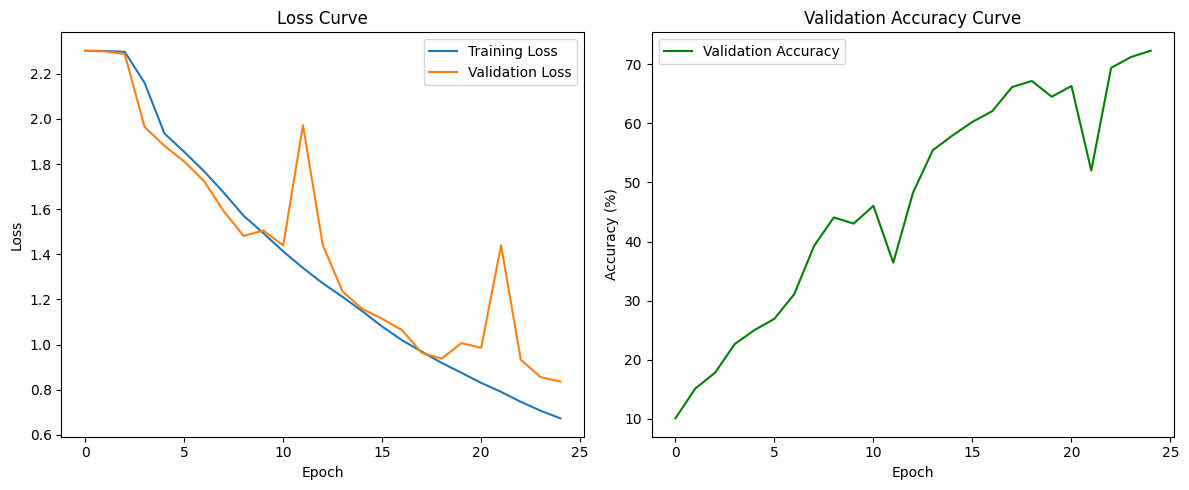 Loss Curve
Training Loss
Validation Loss
2.2
2.0
1.8
1.6
1.4
1.2
1.0
0.8
0.6
Loss
0 5 10 15 20 25
Epoch
Validation Accuracy Curve
Validation Accuracy
70
60
50
40
30
20
10
Accuracy (%)
0 5 10 15 20 25
Epoch